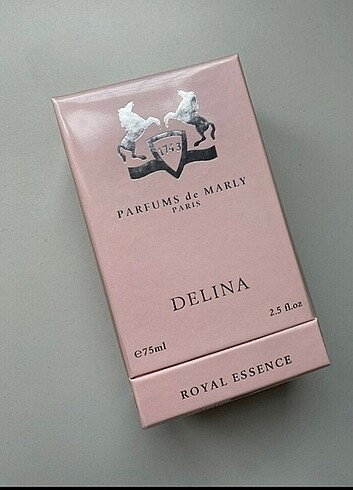 1743
PARFUMS de MARLY
PARIS
DELINA
℮75ml
2.5 fl.oz
ROYAL ESSENCE